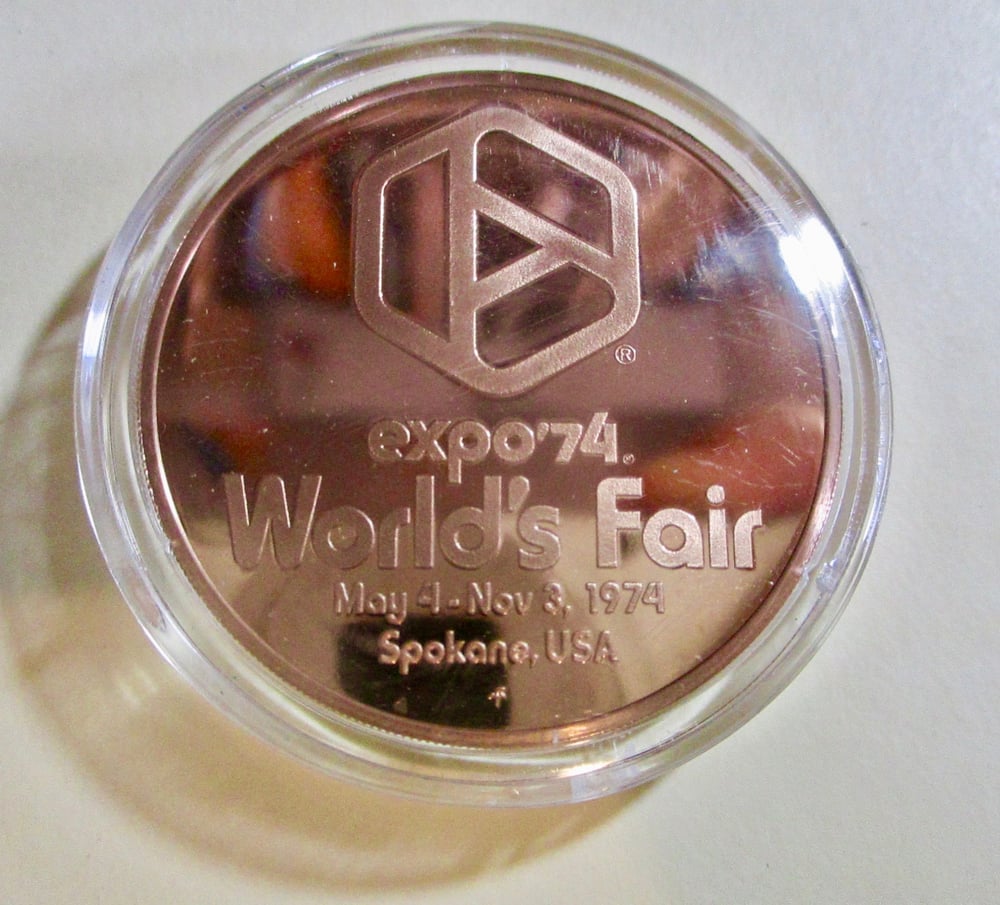 ®
expo'74®
World's Fair
May 4 - Nov 3, 1974
Spokane, USA